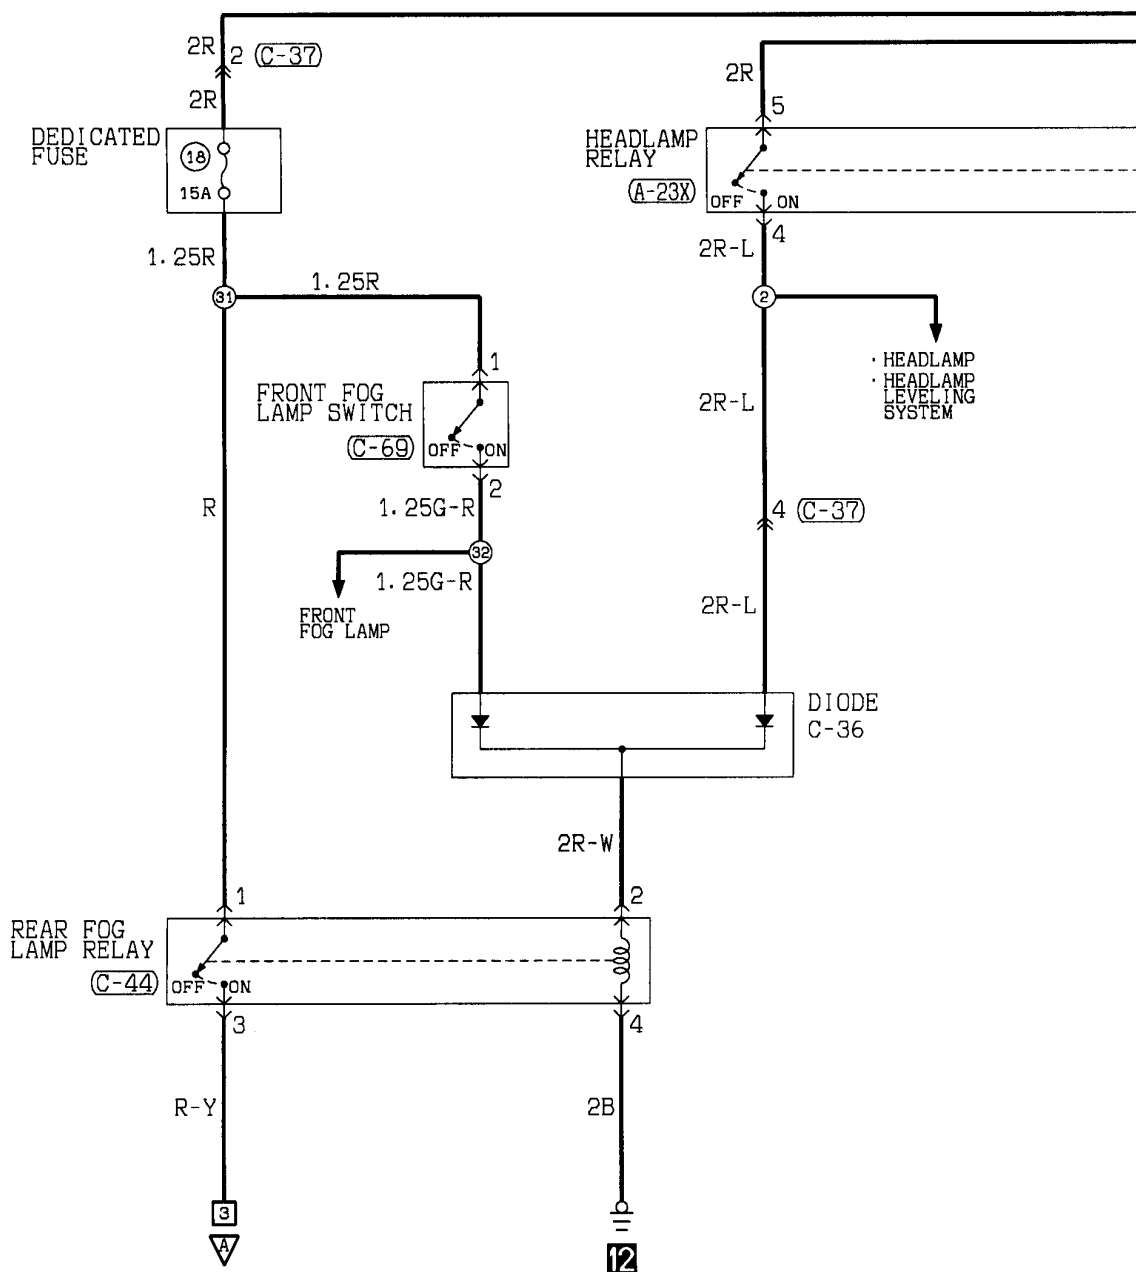 2R
2
(C-37)
2R
2R
5
DEDICATED
FUSE
18
15A
HEADLAMP
RELAY
(A-23X)
OFF
ON
4
1.25R
2R-L
31
1.25R
2
1
· HEADLAMP
· HEADLAMP
LEVELING
SYSTEM
FRONT FOG
LAMP SWITCH
(C-69)
OFF
ON
2R-L
2
R
1.25G-R
4
(C-37)
32
1.25G-R
2R-L
FRONT
FOG LAMP
DIODE
C-36
2R-W
1
2
REAR FOG
LAMP RELAY
(C-44)
OFF
ON
3
4
R-Y
2B
3
A
12